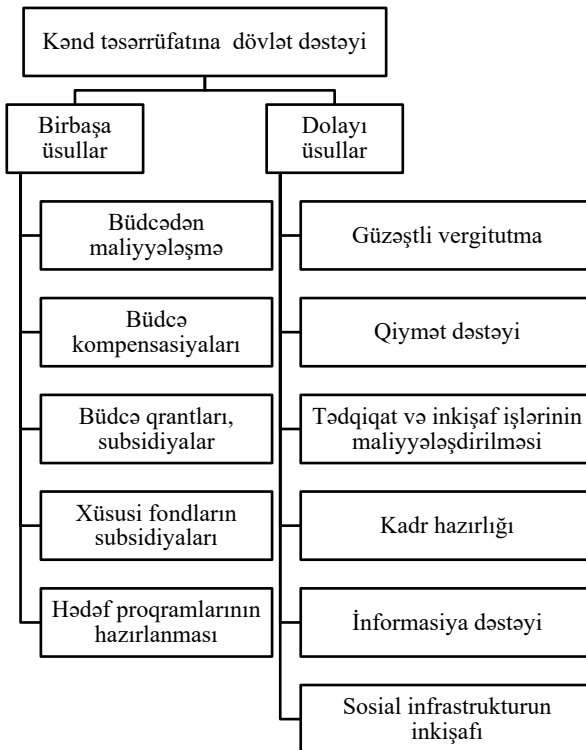 Kənd təsərrüfatına dövlət dəstəyi
Birbaşa
üsullar
Büdcədən
maliyyələşmə
Büdcə
kompensasiyaları
Büdcə qrantları,
subsidiyalar
Xüsusi fondların
subsidiyaları
Hədəf proqramlarının
hazırlanması
Dolayı
üsullar
Güzəştli vergitutma
Qiymət dəstəyi
Tədqiqat və inkişaf işlərinin
maliyyələşdirilməsi
Kadr hazırlığı
İnformasiya dəstəyi
Sosial infrastrukturun
inkişafı